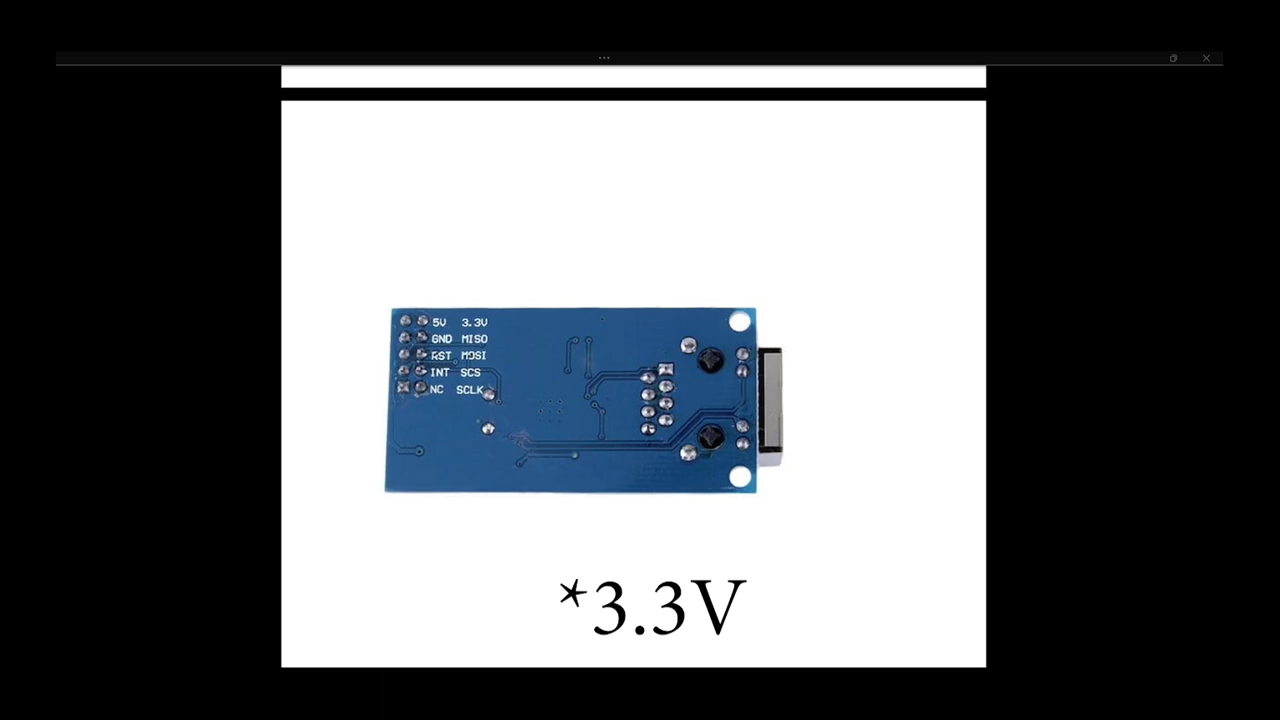 5V 3.3V
GND MISO
RST MOSI
INT SCS
NC SCLK
*3.3V